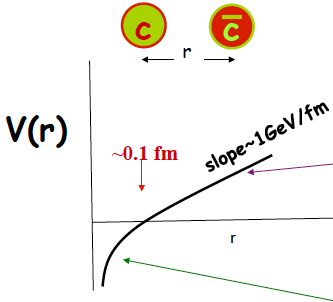 c c̅
r
V(r)
~0.1 fm
slope~1GeV/fm
r